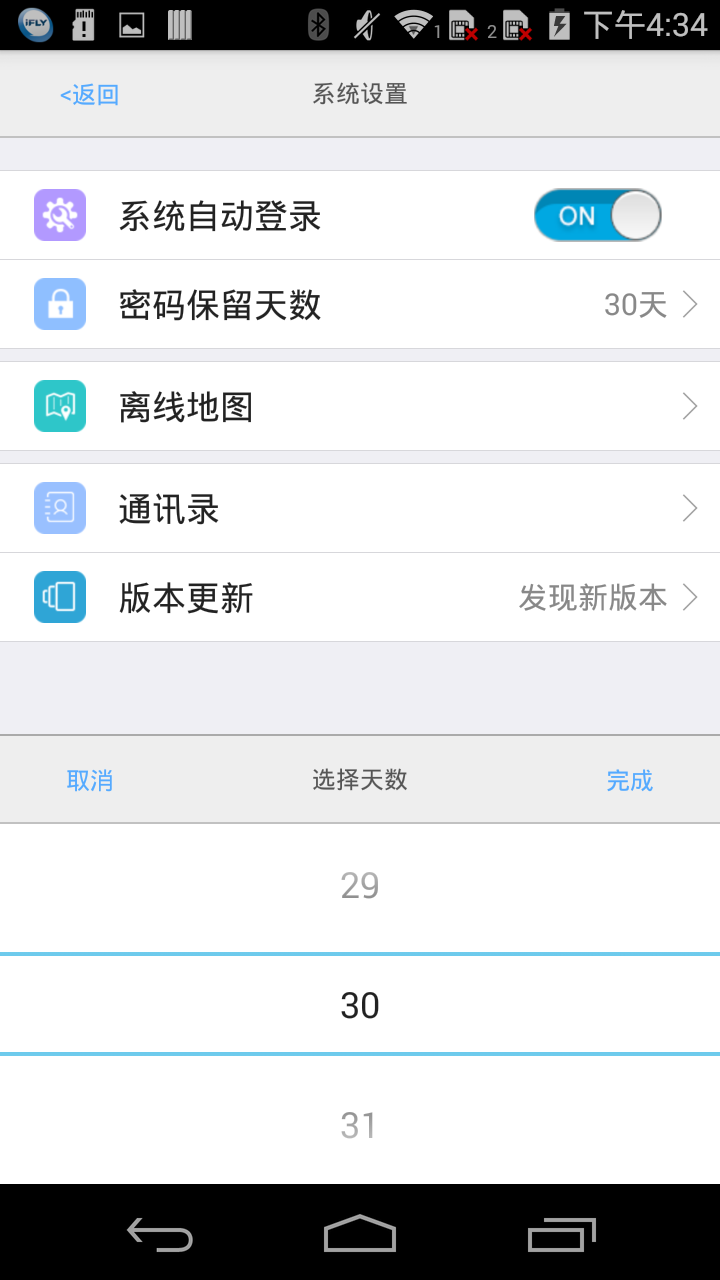 iFLY 1 2 下午4:34
<返回 系统设置
系统自动登录 ON
密码保留天数 30天
离线地图
通讯录
版本更新 发现新版本
取消 选择天数 完成
29
30
31